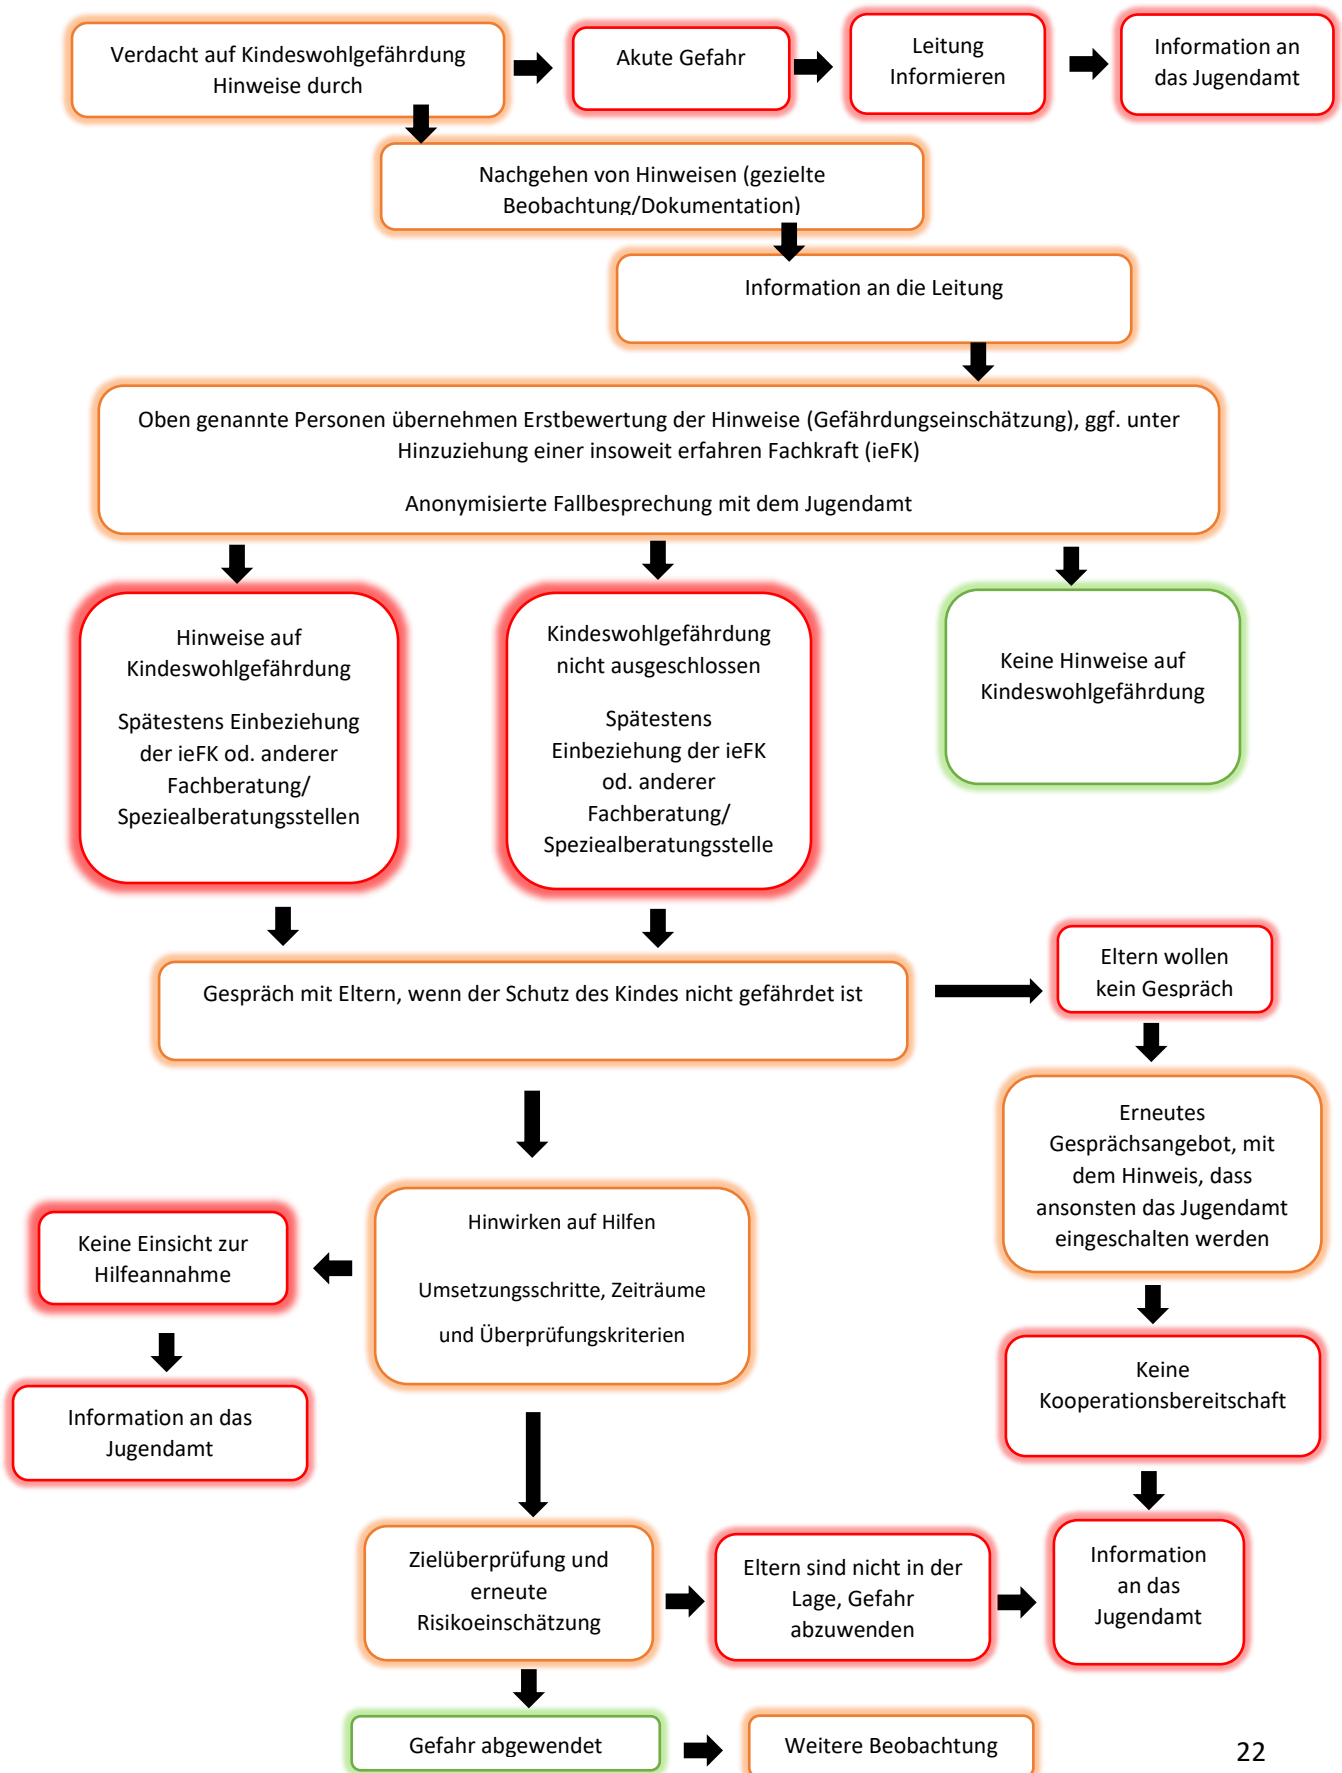 Verdacht auf Kindeswohlgefährdung
Hinweise durch
Akute Gefahr
Leitung
Informieren
Information an
das Jugendamt
Nachgehen von Hinweisen (gezielte
Beobachtung/Dokumentation)
Information an die Leitung
Oben genannte Personen übernehmen Erstbewertung der Hinweise (Gefährdungseinschätzung), ggf. unter
Hinzuziehung einer insoweit erfahren Fachkraft (ieFK)
Anonymisierte Fallbesprechung mit dem Jugendamt
Hinweise auf
Kindeswohlgefährdung
Spätestens Einbeziehung
der ieFK od. anderer
Fachberatung/
Speziealberatungsstellen
Kindeswohlgefährdung
nicht ausgeschlossen
Spätestens
Einbeziehung der ieFK
od. anderer
Fachberatung/
Speziealberatungsstelle
Keine Hinweise auf
Kindeswohlgefährdung
Gespräch mit Eltern, wenn der Schutz des Kindes nicht gefährdet ist
Eltern wollen
kein Gespräch
Erneutes
Gesprächsangebot, mit
dem Hinweis, dass
ansonsten das Jugendamt
eingeschalten werden
Hinwirken auf Hilfen
Umsetzungsschritte, Zeiträume
und Überprüfungskriterien
Keine Einsicht zur
Hilfeannahme
Information an das
Jugendamt
Keine
Kooperationsbereitschaft
Zielüberprüfung und
erneute
Risikoeinschätzung
Eltern sind nicht in der
Lage, Gefahr
abzuwenden
Information
an das
Jugendamt
Gefahr abgewendet
Weitere Beobachtung
22